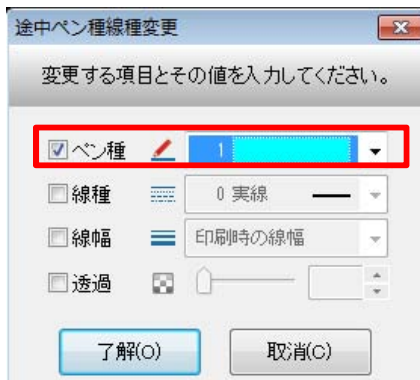 途中ペン種線種変更
変更する項目とその値を入力してください。
ペン種 1
線種 0 実線
線幅 印刷時の線幅
透過
了解(O) 取消(C)